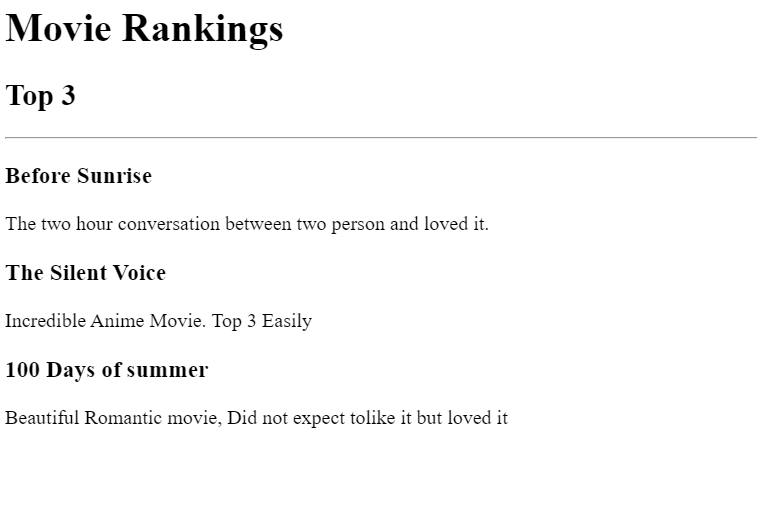 Movie Rankings
Top 3
Before Sunrise
The two hour conversation between two person and loved it.
The Silent Voice
Incredible Anime Movie. Top 3 Easily
100 Days of summer
Beautiful Romantic movie, Did not expect tolike it but loved it